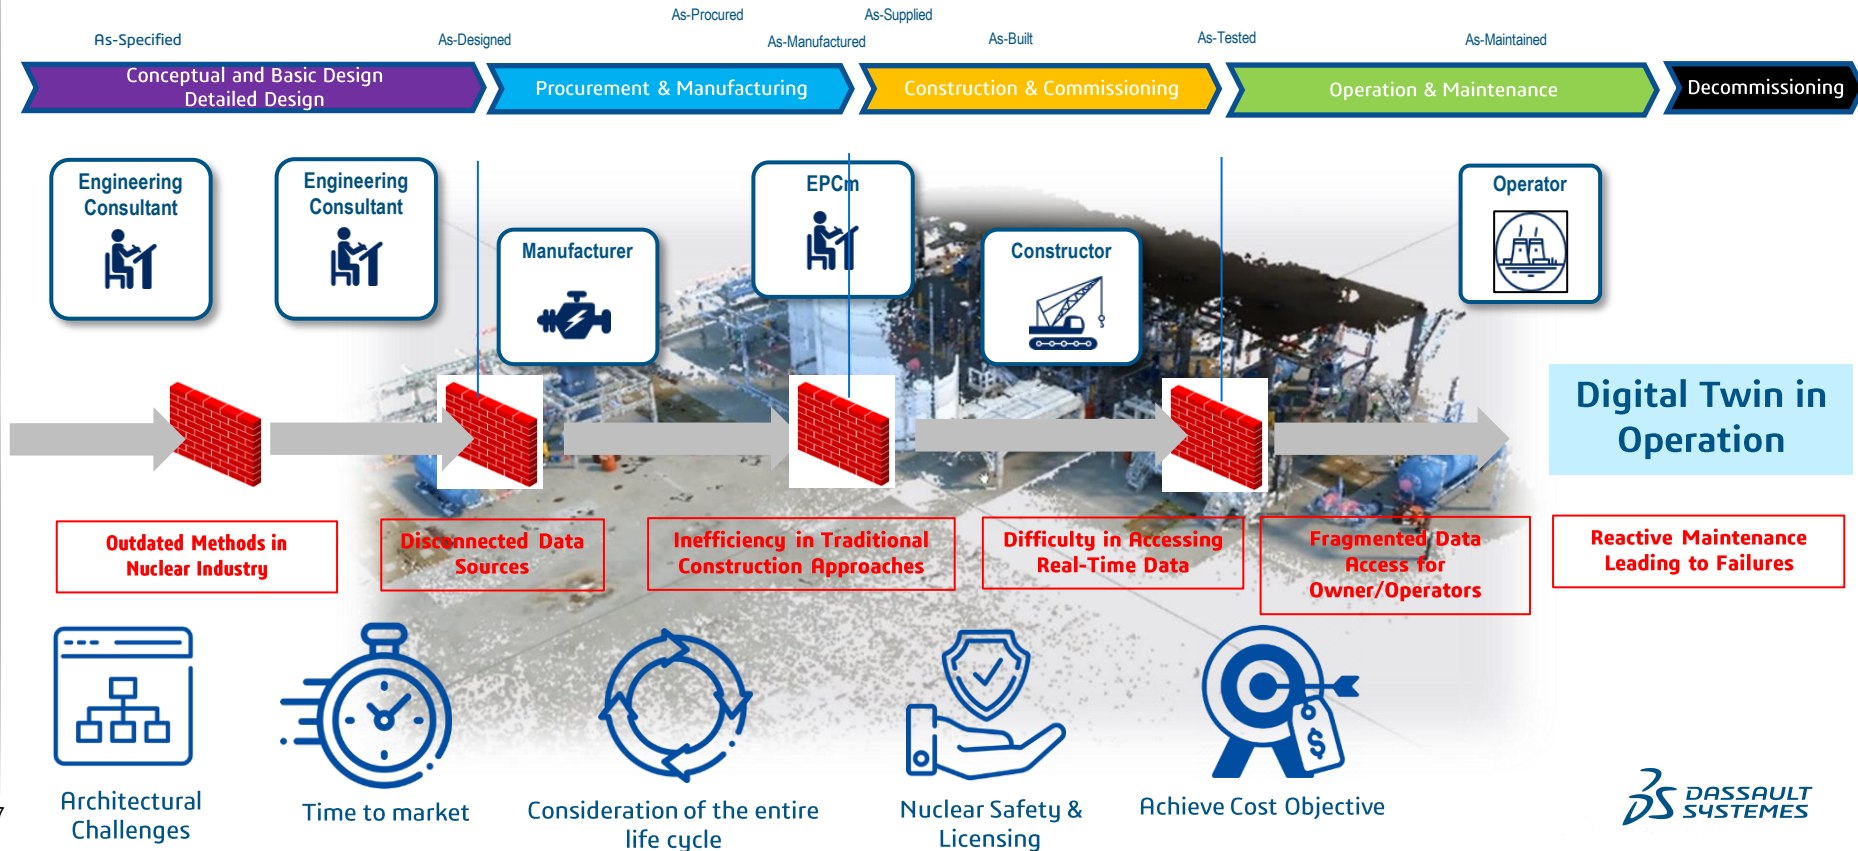 As-Procured
As-Supplied
As-Specified
As-Designed
As-Manufactured
As-Built
As-Tested
As-Maintained
Conceptual and Basic Design
Detailed Design
Procurement & Manufacturing
Construction & Commissioning
Operation & Maintenance
Decommissioning
Engineering
Consultant
Engineering
Consultant
Manufacturer
EPCm
Constructor
Operator
Digital Twin in
Operation
Outdated Methods in
Nuclear Industry
Disconnected Data
Sources
Inefficiency in Traditional
Construction Approaches
Difficulty in Accessing
Real-Time Data
Fragmented Data
Access for
Owner/Operators
Reactive Maintenance
Leading to Failures
$
Architectural
Challenges
Time to market
Consideration of the entire
life cycle
Nuclear Safety &
Licensing
Achieve Cost Objective
DASSAULT
SYSTEMES